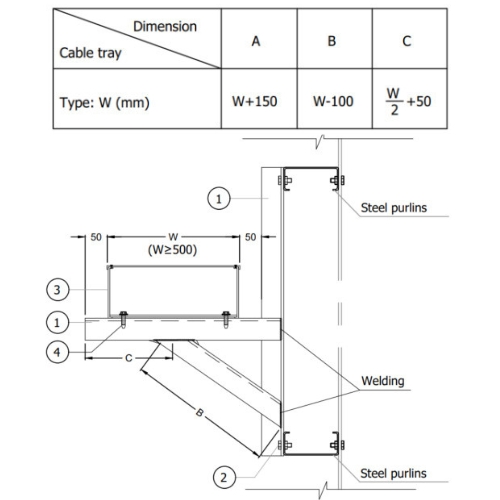 Dimension
Cable tray
A
B
C
Type: W (mm)
W+150
W-100
W/2 +50
1
Steel purlins
50
W
50
(W≥500)
3
1
4
C
Welding
B
2
Steel purlins